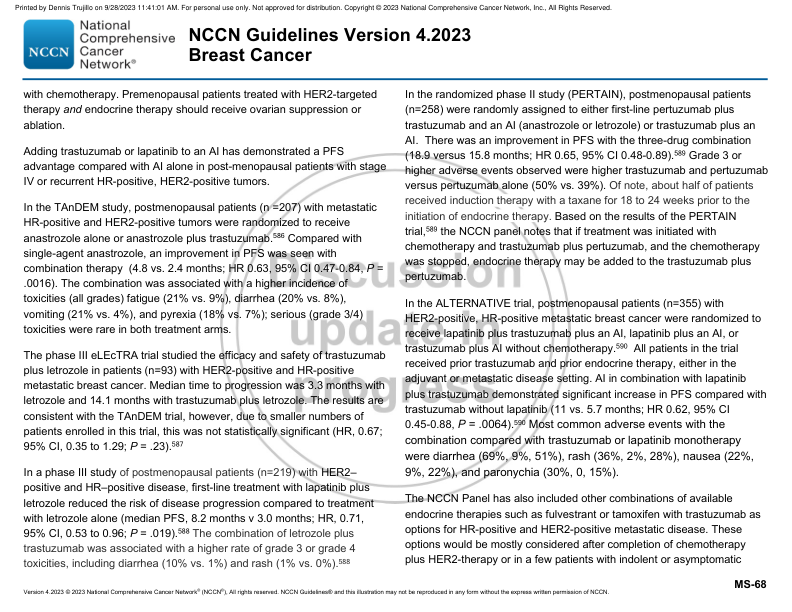 Printed by Dennis Trujillo on 9/28/2023 11:41:01 AM. For personal use only. Not approved for distribution. Copyright © 2023 National Comprehensive Cancer Network, Inc., All Rights Reserved.
NCCN
National
Comprehensive
Cancer
Network®
NCCN Guidelines Version 4.2023
Breast Cancer
with chemotherapy. Premenopausal patients treated with HER2-targeted
therapy and endocrine therapy should receive ovarian suppression or
ablation.
Adding trastuzumab or lapatinib to an AI has demonstrated a PFS
advantage compared with AI alone in post-menopausal patients with stage
IV or recurrent HR-positive, HER2-positive tumors.
In the TAnDEM study, postmenopausal patients (n =207) with metastatic
HR-positive and HER2-positive tumors were randomized to receive
anastrozole alone or anastrozole plus trastuzumab.586 Compared with
single-agent anastrozole, an improvement in PFS was seen with
combination therapy (4.8 vs. 2.4 months; HR 0.63, 95% CI 0.47-0.84, P =
.0016). The combination was associated with a higher incidence of
toxicities (all grades) fatigue (21% vs. 9%), diarrhea (20% vs. 8%),
vomiting (21% vs. 4%), and pyrexia (18% vs. 7%); serious (grade 3/4)
toxicities were rare in both treatment arms.
The phase III eLEcTRA trial studied the efficacy and safety of trastuzumab
plus letrozole in patients (n=93) with HER2-positive and HR-positive
metastatic breast cancer. Median time to progression was 3.3 months with
letrozole and 14.1 months with trastuzumab plus letrozole. The results are
consistent with the TAnDEM trial, however, due to smaller numbers of
patients enrolled in this trial, this was not statistically significant (HR, 0.67;
95% CI, 0.35 to 1.29; P = .23).587
In a phase III study of postmenopausal patients (n=219) with HER2–
positive and HR–positive disease, first-line treatment with lapatinib plus
letrozole reduced the risk of disease progression compared to treatment
with letrozole alone (median PFS, 8.2 months v 3.0 months; HR, 0.71,
95% CI, 0.53 to 0.96; P = .019).588 The combination of letrozole plus
trastuzumab was associated with a higher rate of grade 3 or grade 4
toxicities, including diarrhea (10% vs. 1%) and rash (1% vs. 0%).588
In the randomized phase II study (PERTAIN), postmenopausal patients
(n=258) were randomly assigned to either first-line pertuzumab plus
trastuzumab and an AI (anastrozole or letrozole) or trastuzumab plus an
AI. There was an improvement in PFS with the three-drug combination
(18.9 versus 15.8 months; HR 0.65, 95% CI 0.48-0.89).589 Grade 3 or
higher adverse events observed were higher trastuzumab and pertuzumab
versus pertuzumab alone (50% vs. 39%). Of note, about half of patients
received induction therapy with a taxane for 18 to 24 weeks prior to the
initiation of endocrine therapy. Based on the results of the PERTAIN
trial,589 the NCCN panel notes that if treatment was initiated with
chemotherapy and trastuzumab plus pertuzumab, and the chemotherapy
was stopped, endocrine therapy may be added to the trastuzumab plus
pertuzumab.
In the ALTERNATIVE trial, postmenopausal patients (n=355) with
HER2-positive, HR-positive metastatic breast cancer were randomized to
receive lapatinib plus trastuzumab plus an AI, lapatinib plus an AI, or
trastuzumab plus AI without chemotherapy.590 All patients in the trial
received prior trastuzumab and prior endocrine therapy, either in the
adjuvant or metastatic disease setting. AI in combination with lapatinib
plus trastuzumab demonstrated significant increase in PFS compared with
trastuzumab without lapatinib (11 vs. 5.7 months; HR 0.62, 95% CI
0.45-0.88, P = .0064).590 Most common adverse events with the
combination compared with trastuzumab or lapatinib monotherapy
were diarrhea (69%, 9%, 51%), rash (36%, 2%, 28%), nausea (22%,
9%, 22%), and paronychia (30%, 0, 15%).
The NCCN Panel has also included other combinations of available
endocrine therapies such as fulvestrant or tamoxifen with trastuzumab as
options for HR-positive and HER2-positive metastatic disease. These
options would be mostly considered after completion of chemotherapy
plus HER2-therapy or in a few patients with indolent or asymptomatic
Discussion
update in
progress
MS-68
Version 4.2023 © 2023 National Comprehensive Cancer Network® (NCCN®), All rights reserved. NCCN Guidelines® and this illustration may not be reproduced in any form without the express written permission of NCCN.